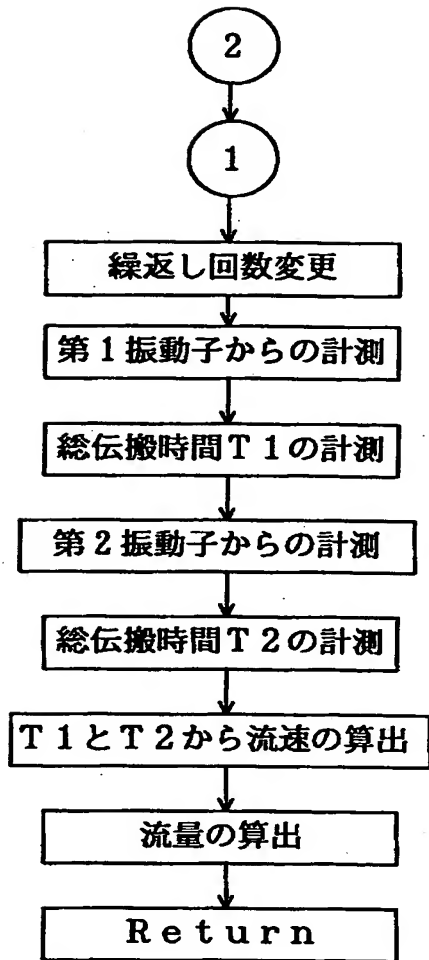 2
1
繰返し回数変更
第1振動子からの計測
総伝搬時間T1の計測
第2振動子からの計測
総伝搬時間T2の計測
T1とT2から流速の算出
流量の算出
Return